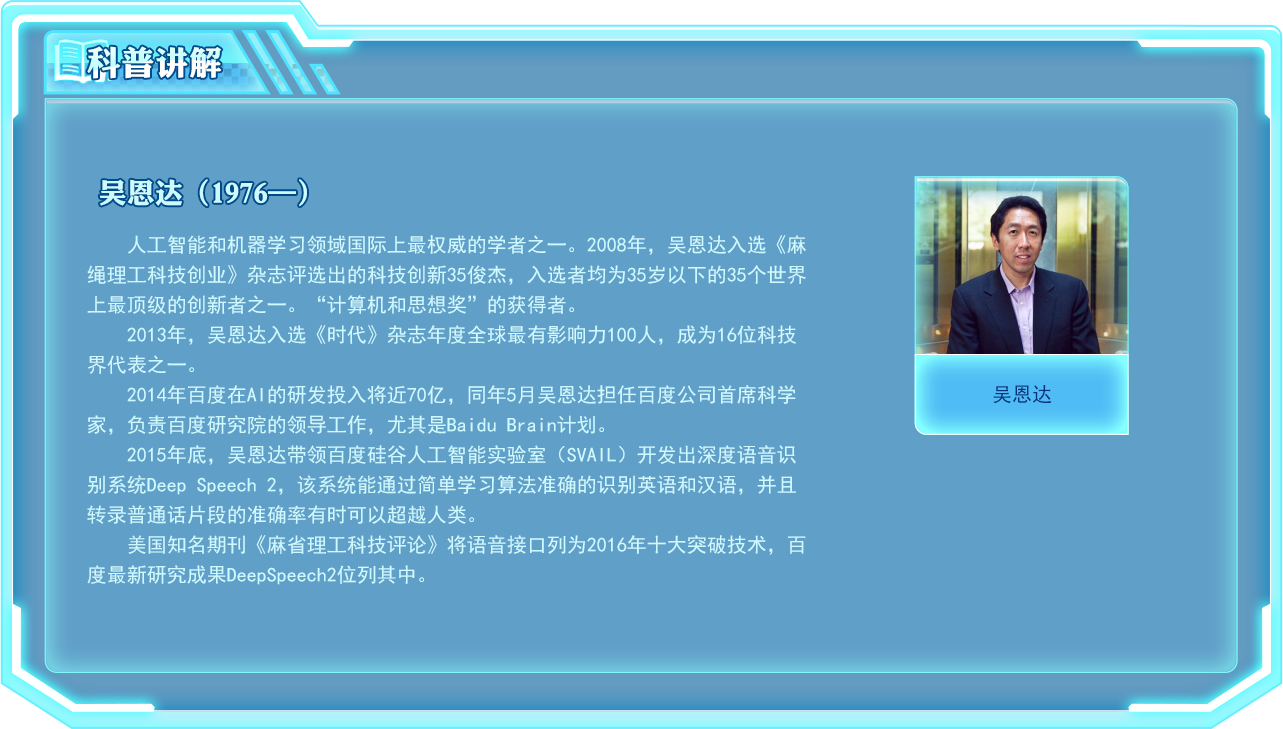 科普讲解
吴恩达（1976—）
人工智能和机器学习领域国际上最权威的学者之一。2008年，吴恩达入选《麻
绳理工科技创业》杂志评选出的科技创新35俊杰，入选者均为35岁以下的35个世界
上最顶级的创新者之一。“计算机和思想奖”的获得者。
2013年，吴恩达入选《时代》杂志年度全球最有影响力100人，成为16位科技
界代表之一。
2014年百度在AI的研发投入将近70亿，同年5月吴恩达担任百度公司首席科学
家，负责百度研究院的领导工作，尤其是Baidu Brain计划。
2015年底，吴恩达带领百度硅谷人工智能实验室（SVAIL）开发出深度语音识
别系统Deep Speech 2，该系统能通过简单学习算法准确的识别英语和汉语，并且
转录普通话片段的准确率有时可以超越人类。
美国知名期刊《麻省理工科技评论》将语音接口列为2016年十大突破技术，百
度最新研究成果DeepSpeech2位列其中。
吴恩达